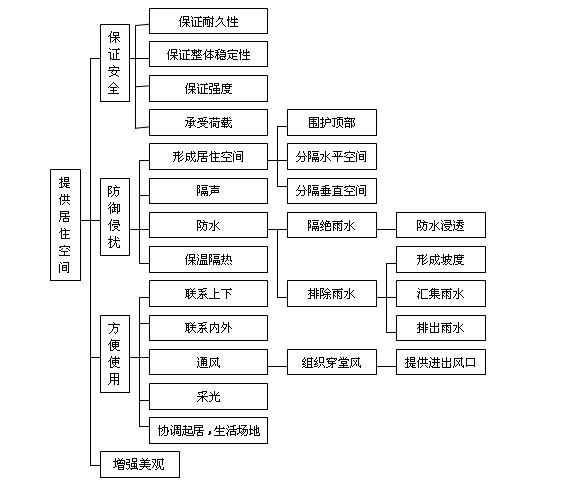 提供居住空间
保证安全
保证耐久性
保证整体稳定性
保证强度
承受荷载
防御侵扰
形成居住空间
围护顶部
分隔水平空间
分隔垂直空间
隔声
防水
隔绝雨水
防水浸透
排除雨水
形成坡度
汇集雨水
排出雨水
保温隔热
方便使用
联系上下
联系内外
通风
组织穿堂风
提供进出风口
采光
协调起居,生活场地
增强美观